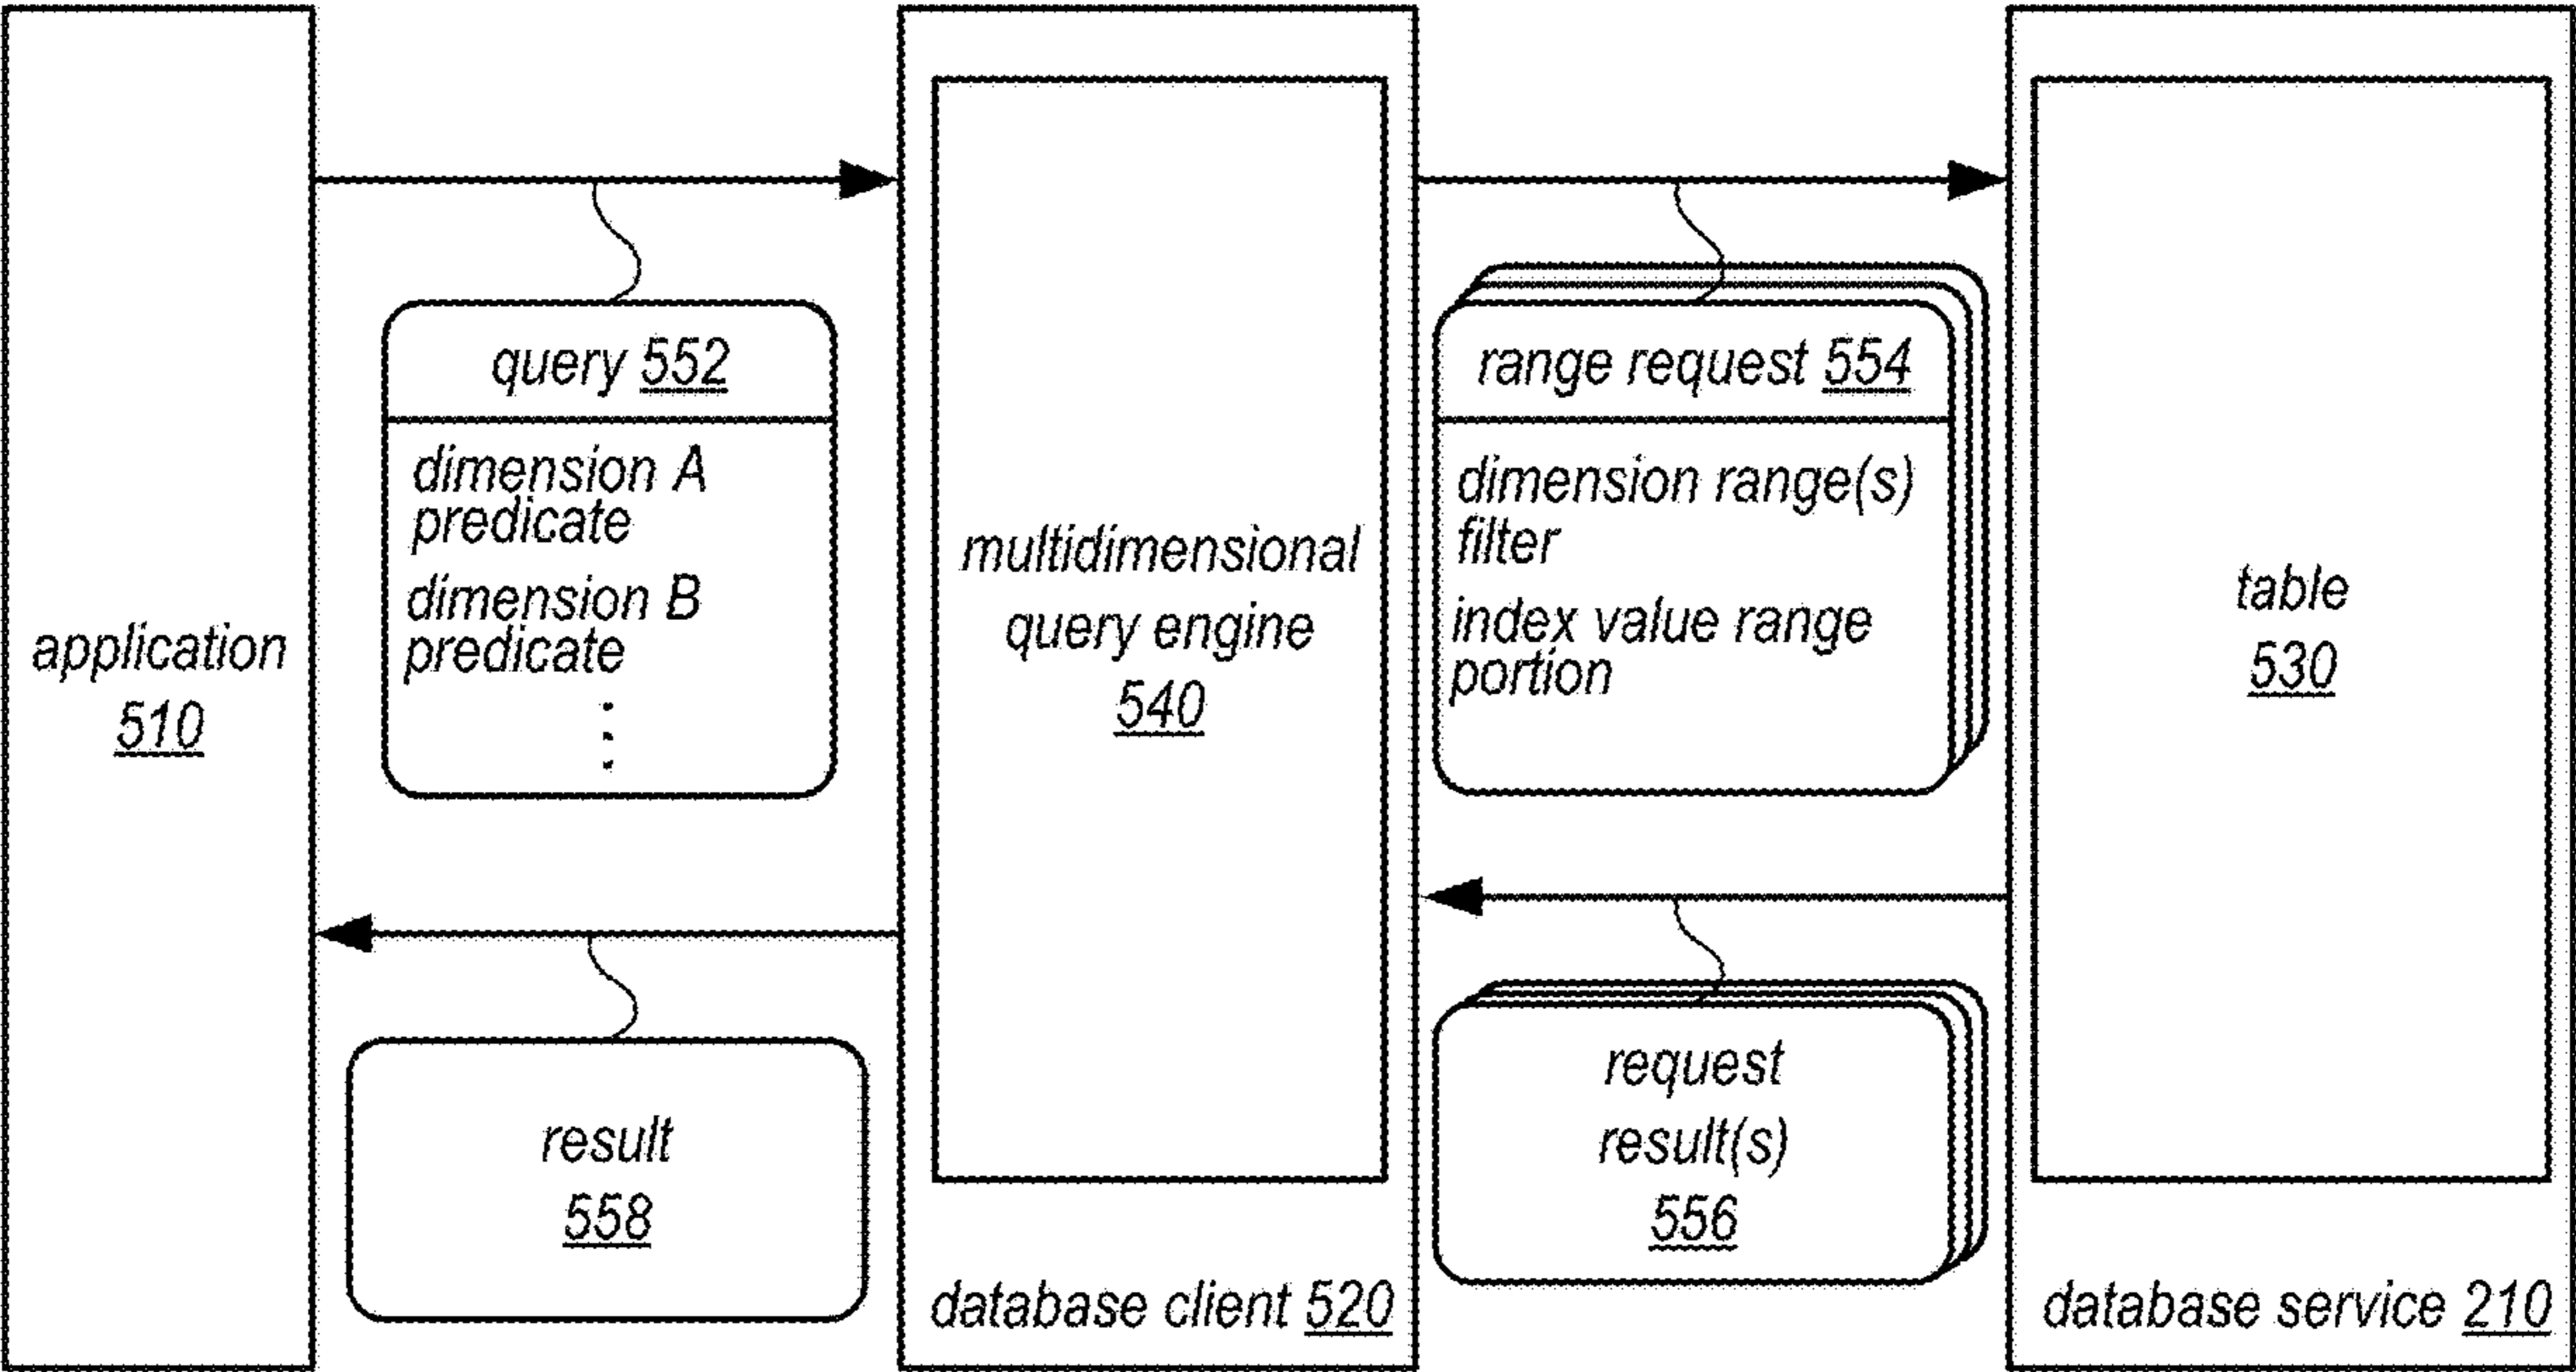 application
510
query 552
dimension A
predicate
dimension B
predicate
multidimensional
query engine
540
range request 554
dimension range(s)
filter
index value range
portion
table
530
result
558
request
result(s)
556
database client 520
database service 210